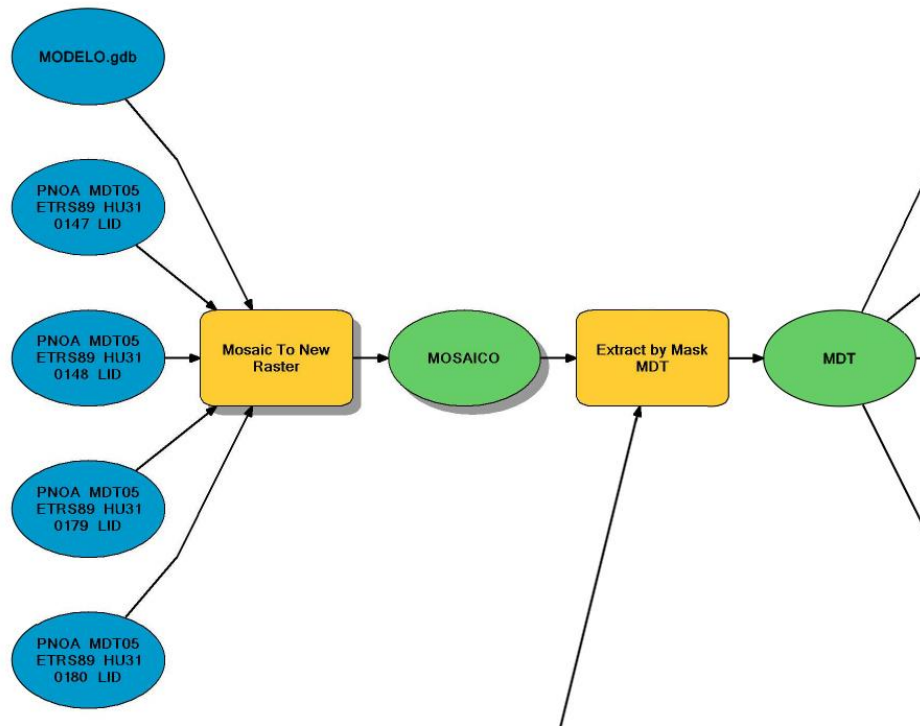 MODELO.gdb
PNOA MDT05
ETRS89 HU31
0147 LID
PNOA MDT05
ETRS89 HU31
0148 LID
PNOA MDT05
ETRS89 HU31
0179 LID
PNOA MDT05
ETRS89 HU31
0180 LID
Mosaic To New
Raster
MOSAICO
Extract by Mask
MDT
MDT